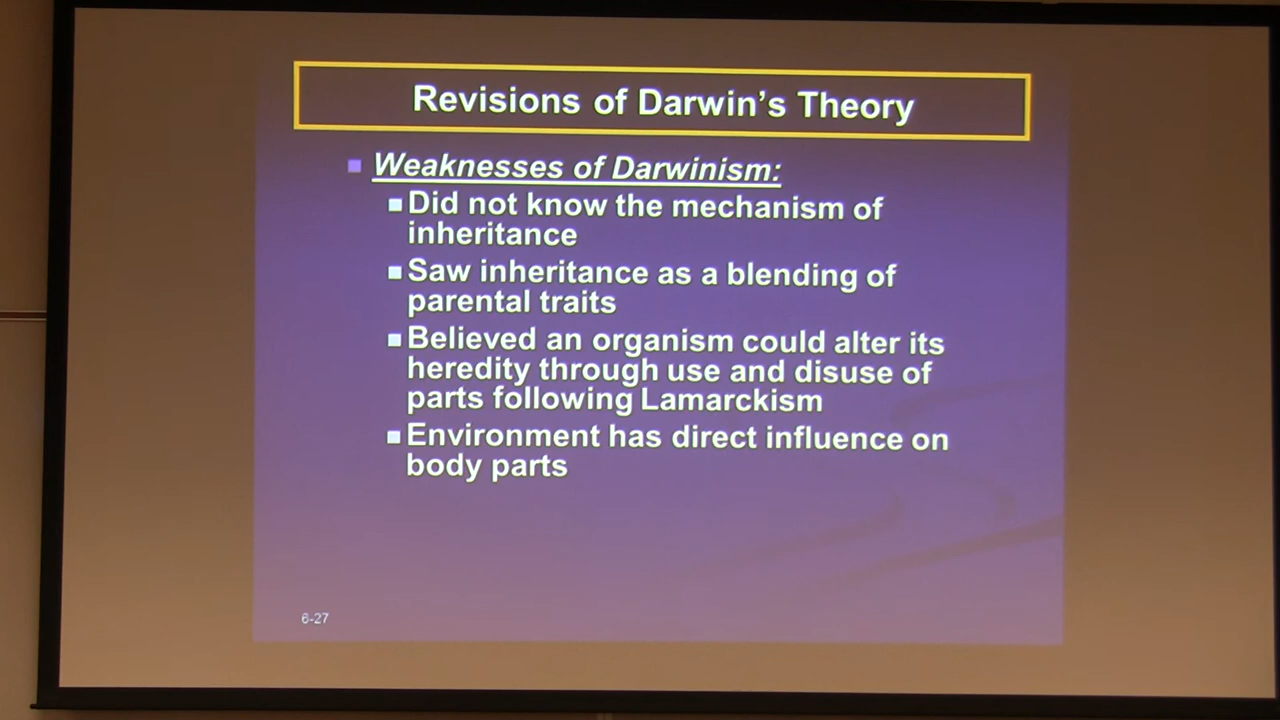 Revisions of Darwin's Theory
Weaknesses of Darwinism:
Did not know the mechanism of
inheritance
Saw inheritance as a blending of
parental traits
Believed an organism could alter its
heredity through use and disuse of
parts following Lamarckism
Environment has direct influence on
body parts
6-27